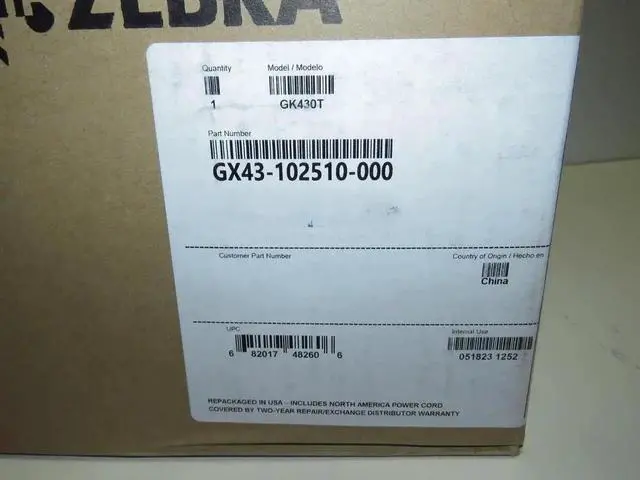 ZEBRA
Quantity
1
Model / Modelo
GK430T
Part Number
GX43-102510-000
Customer Part Number
Country of Origin / Hecho en
China
UPC
6 82017 48260 6
Internal Use
051823 1252
REPACKAGED IN USA - INCLUDES NORTH AMERICA POWER CORD
COVERED BY TWO-YEAR REPAIR/EXCHANGE DISTRIBUTOR WARRANTY